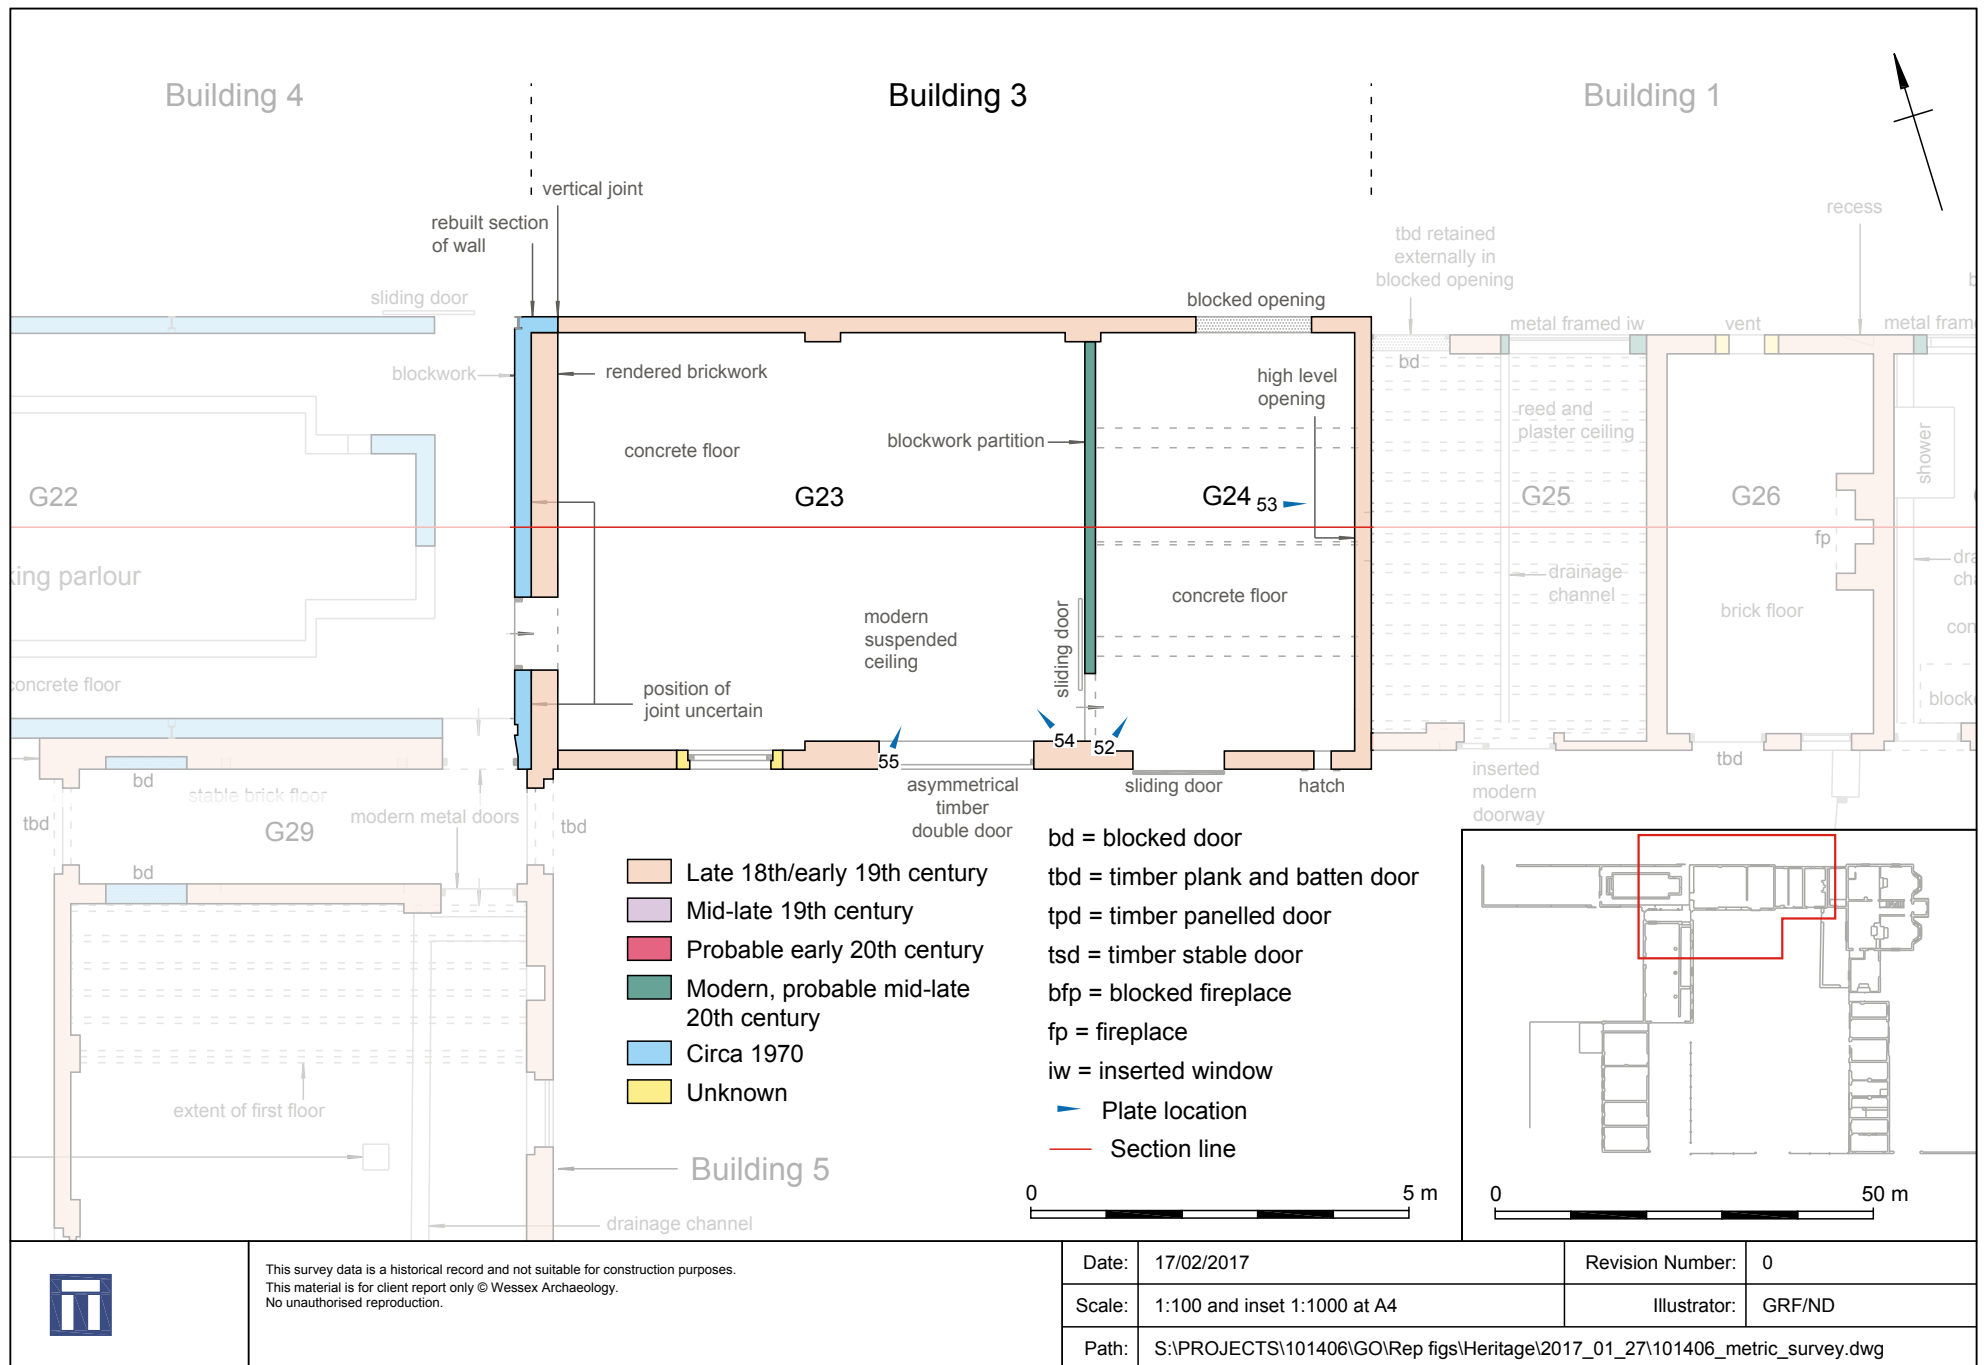 Building 4
Building 3
Building 1
vertical joint
rebuilt section
of wall
recess
tbd retained
externally in
blocked opening
sliding door
blocked opening
metal framed iw
vent
metal fram
bd
blockwork
rendered brickwork
high level
opening
reed and
plaster ceiling
blockwork partition
concrete floor
shower
G22
G23
G24
53
G25
G26
fp
king parlour
drainage
channel
dra
ch
concrete floor
brick floor
modern
suspended
ceiling
sliding door
con
concrete floor
position of
joint uncertain
block
54
52
55
tbd
bd
stable brick floor
asymmetrical
timber
double door
sliding door
hatch
inserted
modern
doorway
tbd
G29
modern metal doors
tbd
bd
extent of first floor
Building 5
drainage channel
Late 18th/early 19th century
Mid-late 19th century
Probable early 20th century
Modern, probable mid-late
20th century
Circa 1970
Unknown
bd = blocked door
tbd = timber plank and batten door
tpd = timber panelled door
tsd = timber stable door
bfp = blocked fireplace
fp = fireplace
iw = inserted window
Plate location
Section line
0 5 m
0 50 m
This survey data is a historical record and not suitable for construction purposes.
This material is for client report only © Wessex Archaeology.
No unauthorised reproduction.
Date: 17/02/2017 Revision Number: 0
Scale: 1:100 and inset 1:1000 at A4 Illustrator: GRF/ND
Path: S:\PROJECTS\101406\GO\Rep figs\Heritage\2017_01_27\101406_metric_survey.dwg